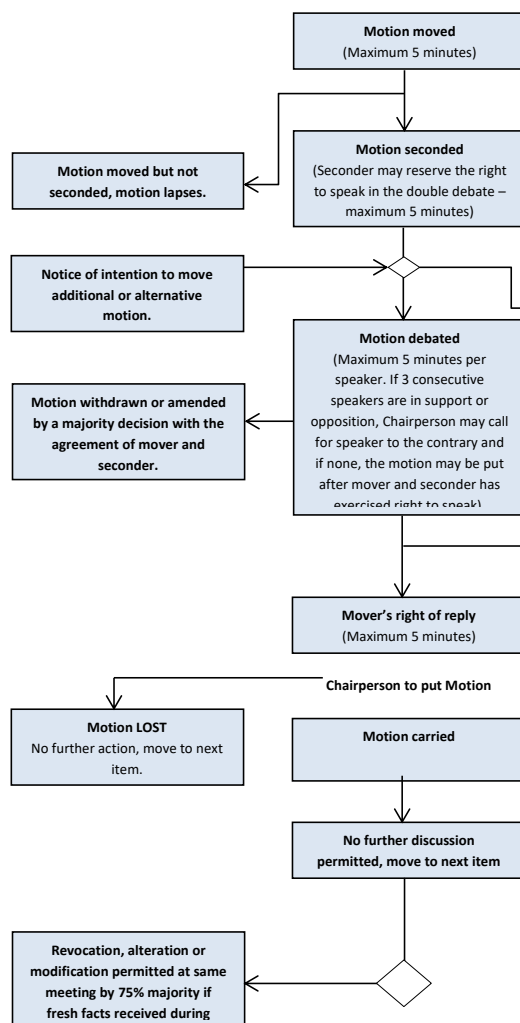 Motion moved
(Maximum 5 minutes)
Motion seconded
(Seconder may reserve the right
to speak in the double debate –
maximum 5 minutes)
Motion moved but not
seconded, motion lapses.
Notice of intention to move
additional or alternative
motion.
Motion debated
(Maximum 5 minutes per
speaker. If 3 consecutive
speakers are in support or
opposition, Chairperson may call
for speaker to the contrary and
if none, the motion may be put
after mover and seconder has
exercised right to speak)
Motion withdrawn or amended
by a majority decision with the
agreement of mover and
seconder.
Mover’s right of reply
(Maximum 5 minutes)
Chairperson to put Motion
Motion LOST
No further action, move to next
item.
Motion carried
No further discussion
permitted, move to next item
Revocation, alteration or
modification permitted at same
meeting by 75% majority if
fresh facts received during